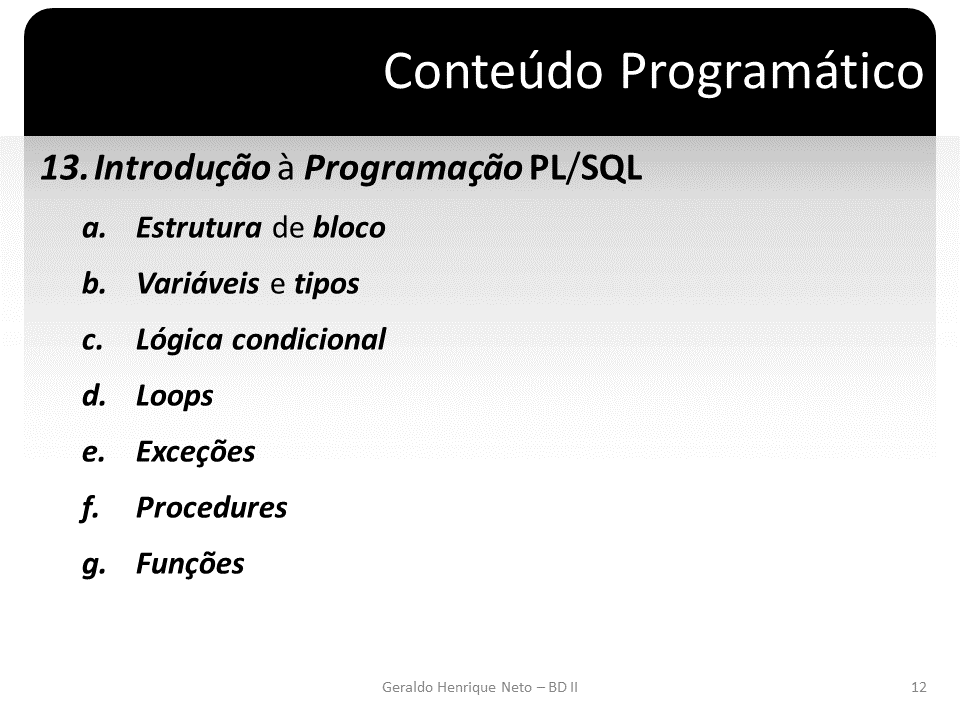 Conteúdo Programático
13. Introdução à Programação PL/SQL
a. Estrutura de bloco
b. Variáveis e tipos
c. Lógica condicional
d. Loops
e. Exceções
f. Procedures
g. Funções
Geraldo Henrique Neto – BD II 12